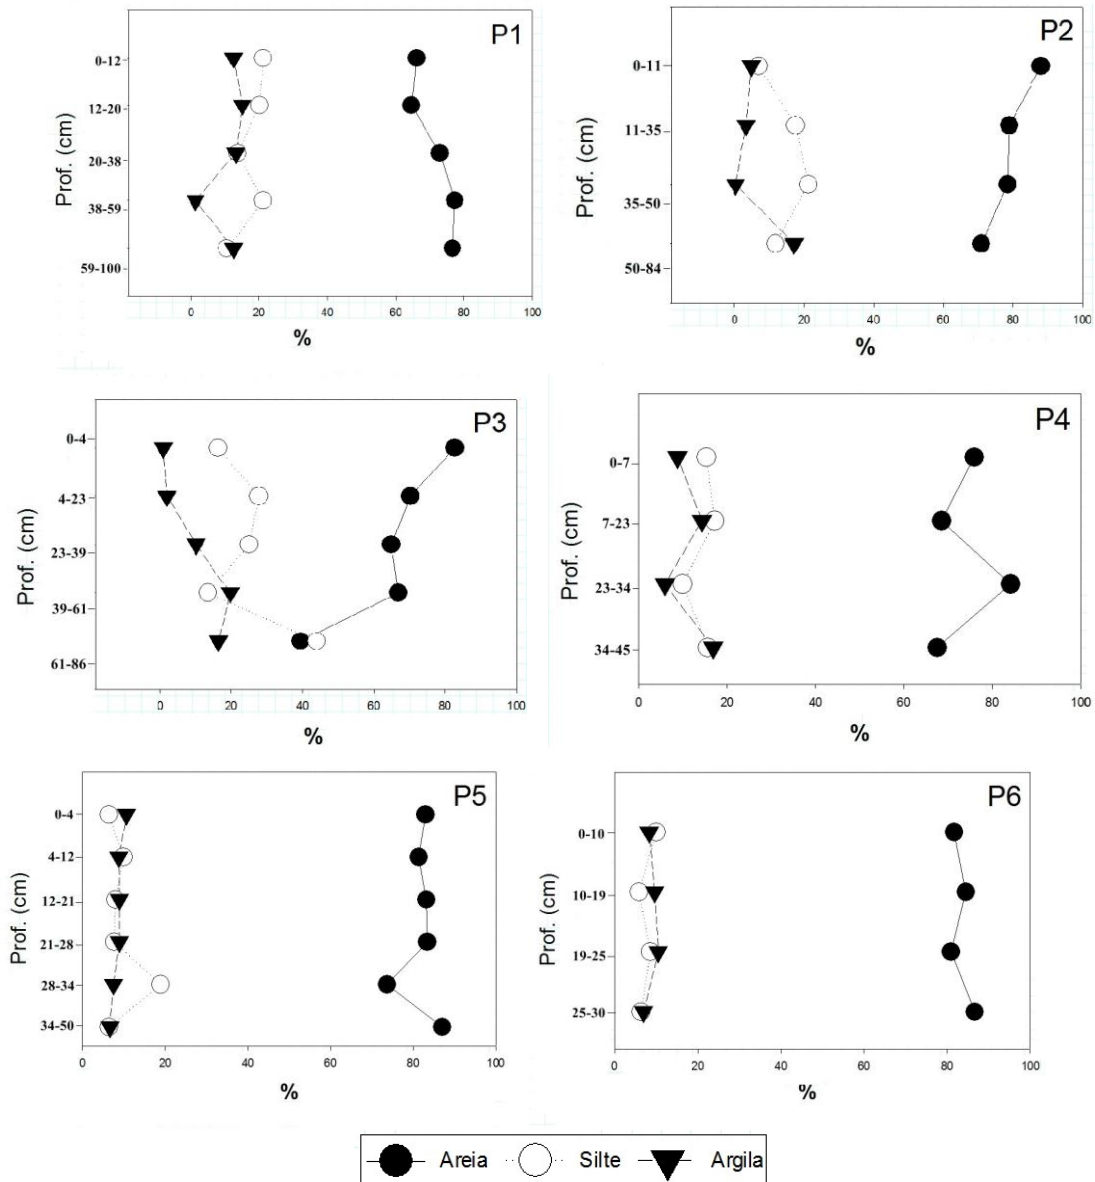 P1
Prof. (cm)
0-12
12-20
20-38
38-59
59-100
0 20 40 60 80 100
%
P2
Prof. (cm)
0-11
11-35
35-50
50-84
0 20 40 60 80 100
%
P3
Prof. (cm)
0-4
4-23
23-39
39-61
61-86
0 20 40 60 80 100
%
P4
Prof. (cm)
0-7
7-23
23-34
34-45
0 20 40 60 80 100
%
P5
Prof. (cm)
0-4
4-12
12-21
21-28
28-34
34-50
0 20 40 60 80 100
%
P6
Prof. (cm)
0-10
10-19
19-25
25-30
0 20 40 60 80 100
%
Areia Silte Argila